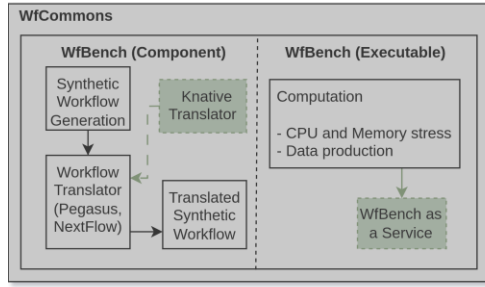 WfCommons
WfBench (Component)
Synthetic
Workflow
Generation
Knative
Translator
Workflow
Translator
(Pegasus,
NextFlow)
Translated
Synthetic
Workflow
WfBench (Executable)
Computation
- CPU and Memory stress
- Data production
WfBench as
a Service